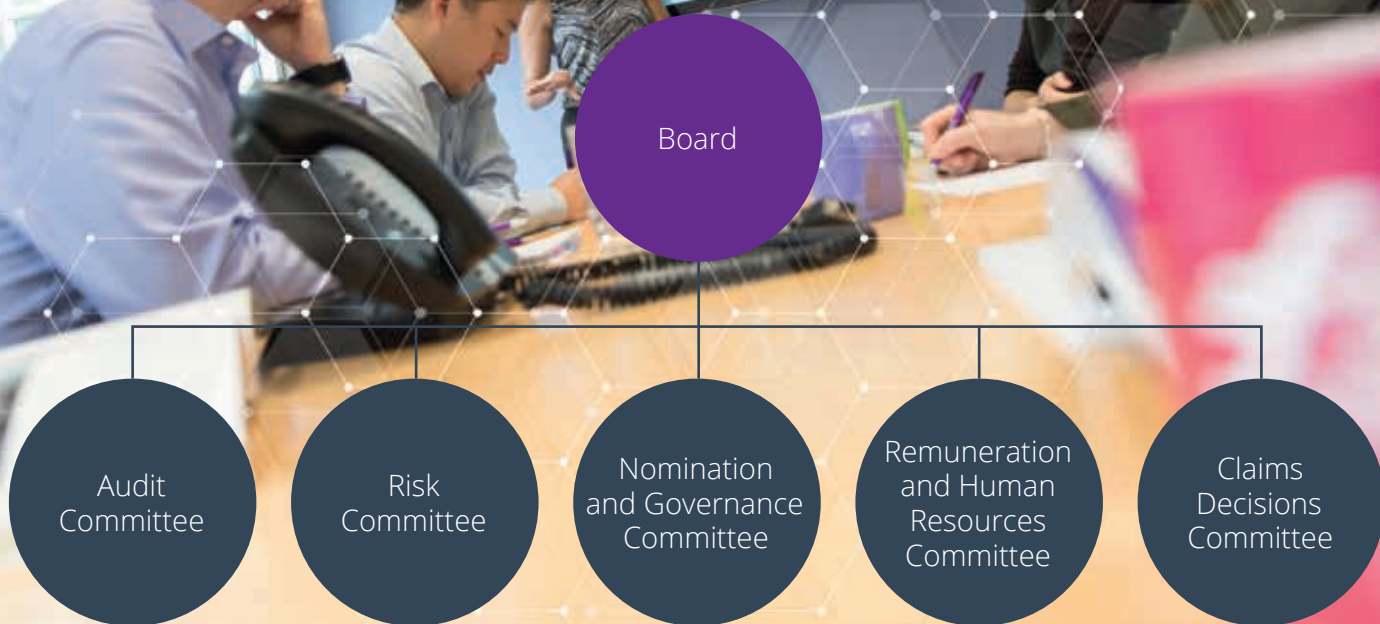 Board
Audit
Committee
Risk
Committee
Nomination
and Governance
Committee
Remuneration
and Human
Resources
Committee
Claims
Decisions
Committee